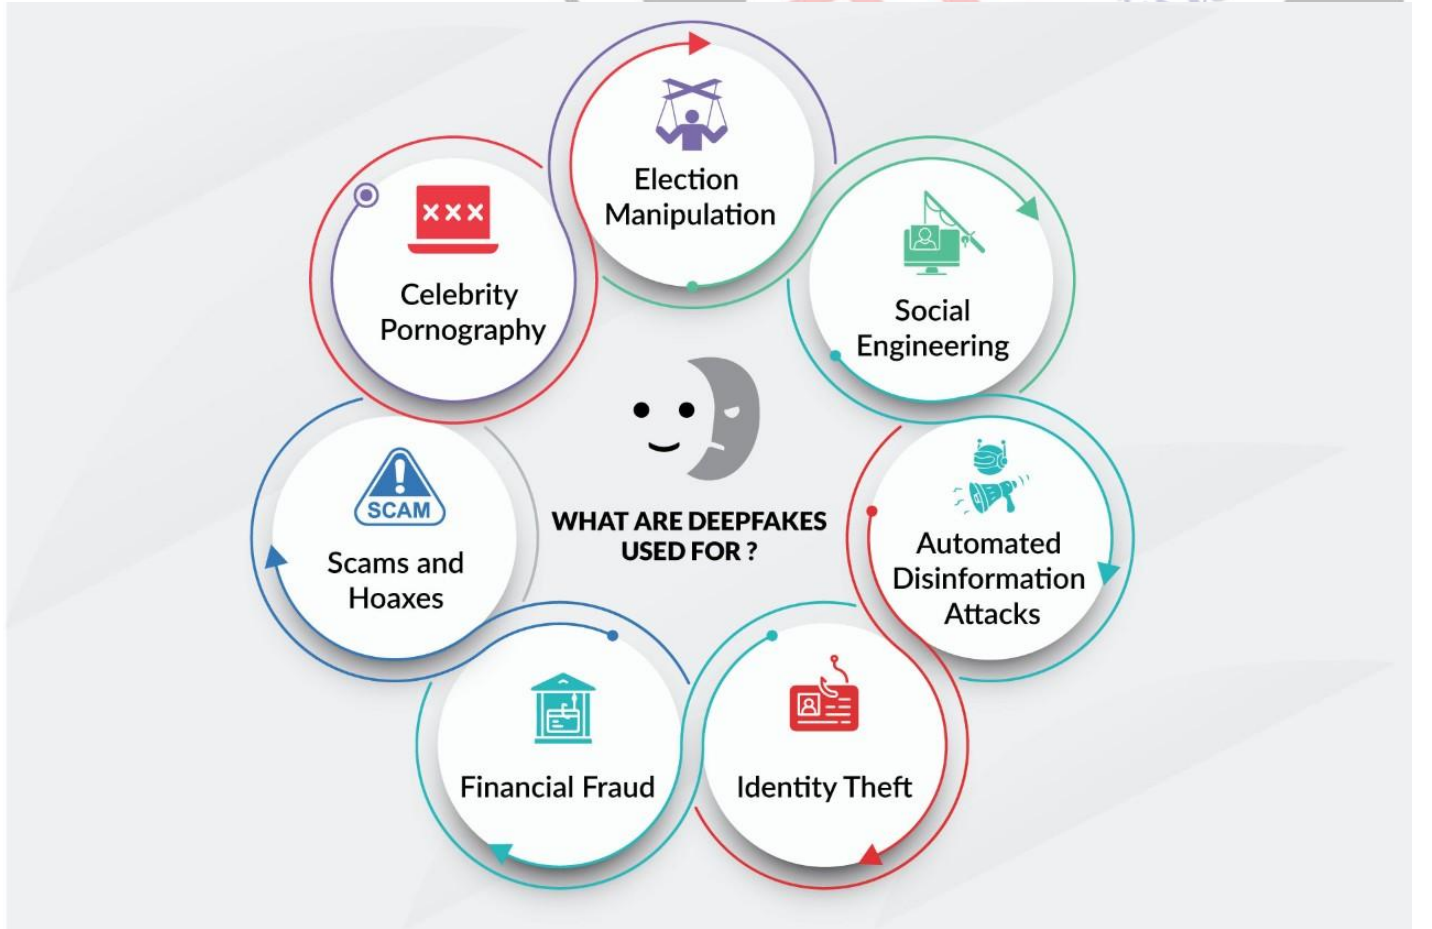 Election
Manipulation
Social
Engineering
Automated
Disinformation
Attacks
Identity Theft
Financial Fraud
SCAM
Scams and
Hoaxes
XXX
Celebrity
Pornography
WHAT ARE DEEPFAKES
USED FOR ?